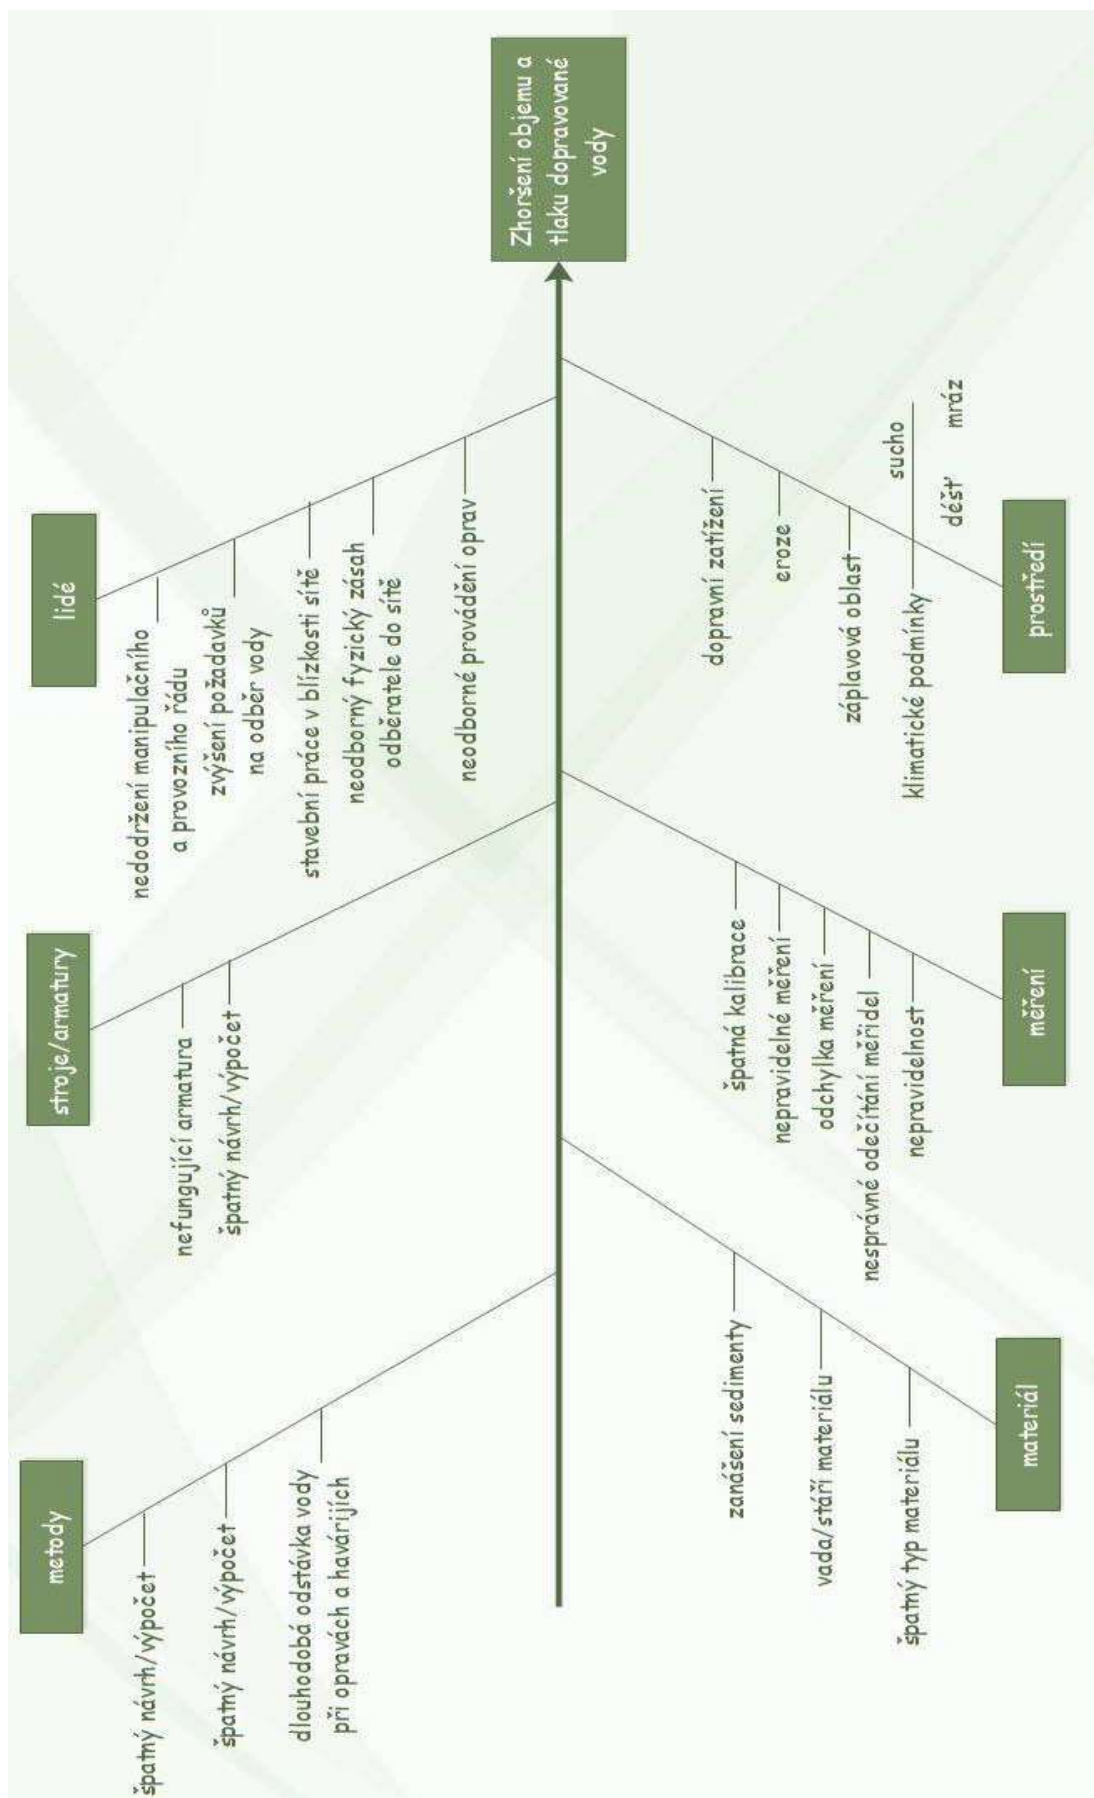 metody
špatný návrh/výpočet
špatný návrh/výpočet
dlouhodobá odstávka vody
při opravách a havárijích
stroje/armatury
nefungující armatura
špatný návrh/výpočet
lidé
nedodržení manipulačního
a provozního řádu
zvýšení požadavků
na odběr vody
stavební práce v blízkosti sítě
neodborný fyzický zásah
odběratele do sítě
neodborné provádění oprav
Zhoršení objemu a
tlaku dopravované
vody
zanášení sedimenty
vada/stáří materiálu
špatný typ materiálu
materiál
špatná kalibrace
nepravidelné měření
odchylka měření
nesprávné odečítání měřidel
nepravidelnost
měření
dopravní zatížení
eroze
záplavová oblast
klimatické podmínky
sucho
déšť
mráz
prostředí